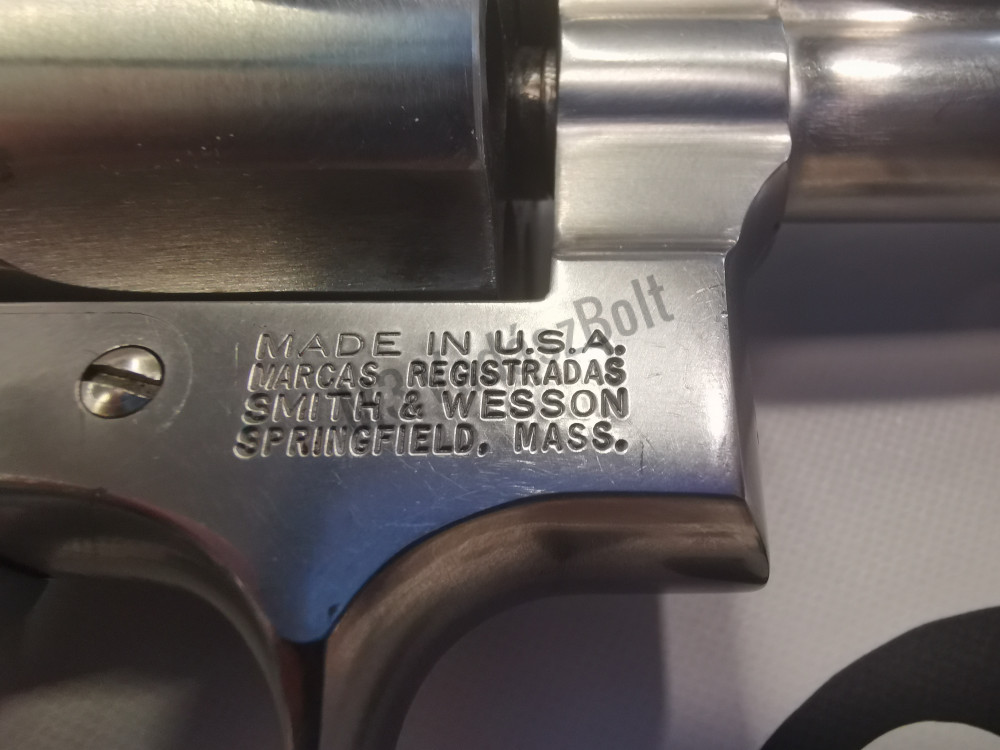 MADE IN U.S.A.
MARCAS REGISTRADAS
SMITH & WESSON
SPRINGFIELD, MASS.